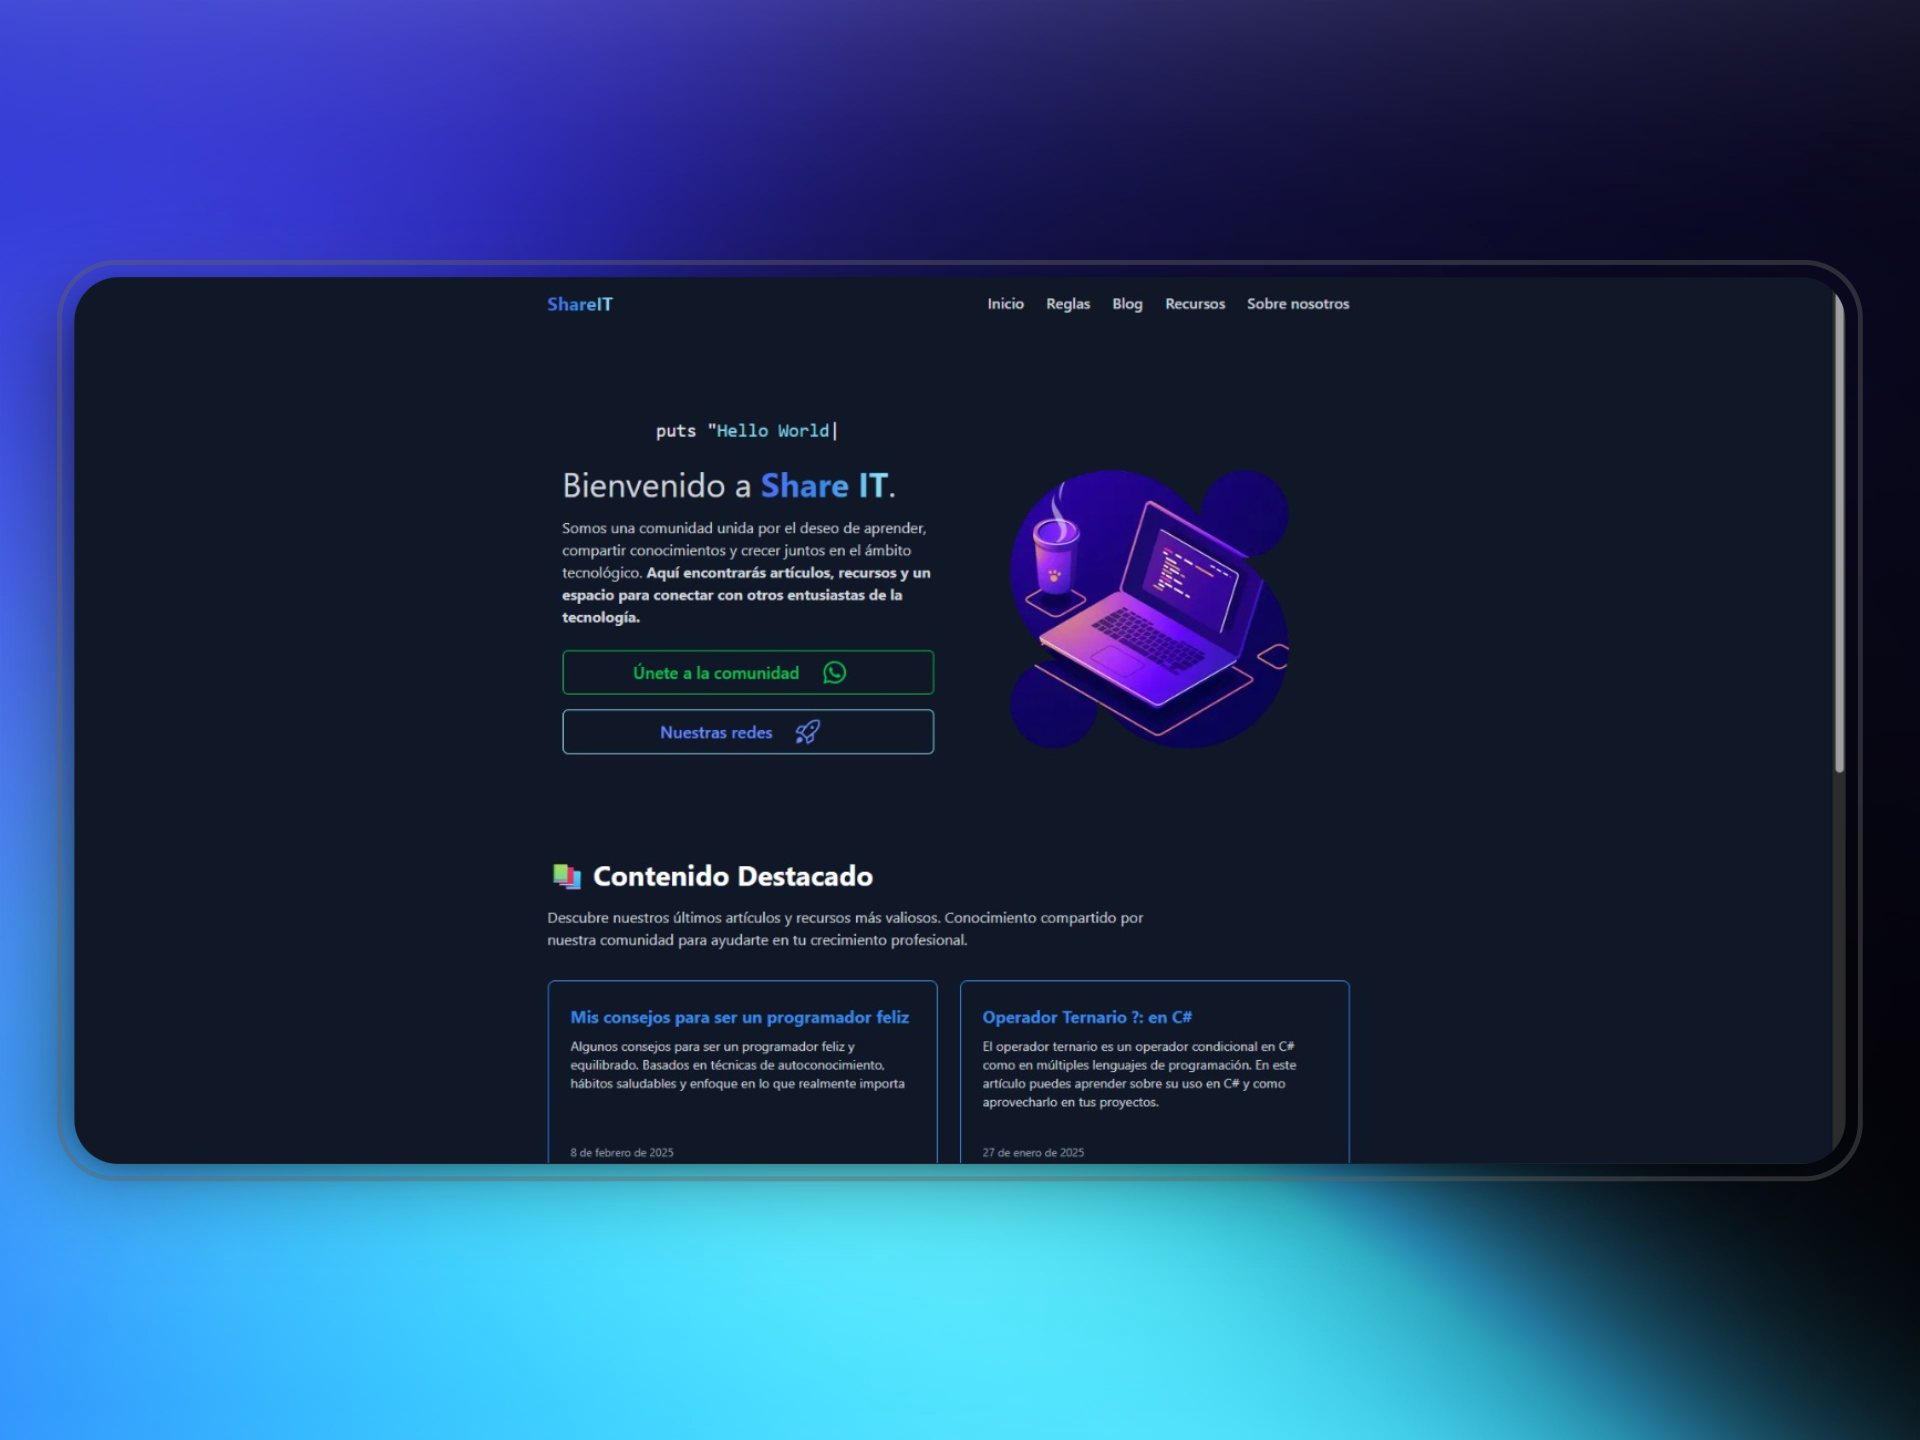 ShareIT
Inicio Reglas Blog Recursos Sobre nosotros
puts "Hello World|
Bienvenido a Share IT.
Somos una comunidad unida por el deseo de aprender,
compartir conocimientos y crecer juntos en el ámbito
tecnológico. Aquí encontrarás artículos, recursos y un
espacio para conectar con otros entusiastas de la
tecnología.
Únete a la comunidad
Nuestras redes
Contenido Destacado
Descubre nuestros últimos artículos y recursos más valiosos. Conocimiento compartido por
nuestra comunidad para ayudarte en tu crecimiento profesional.
Mis consejos para ser un programador feliz
Algunos consejos para ser un programador feliz y
equilibrado. Basados en técnicas de autoconocimiento,
hábitos saludables y enfoque en lo que realmente importa
8 de febrero de 2025
Operador Ternario ?: en C#
El operador ternario es un operador condicional en C#
como en múltiples lenguajes de programación. En este
artículo puedes aprender sobre su uso en C# y como
aprovecharlo en tus proyectos.
27 de enero de 2025